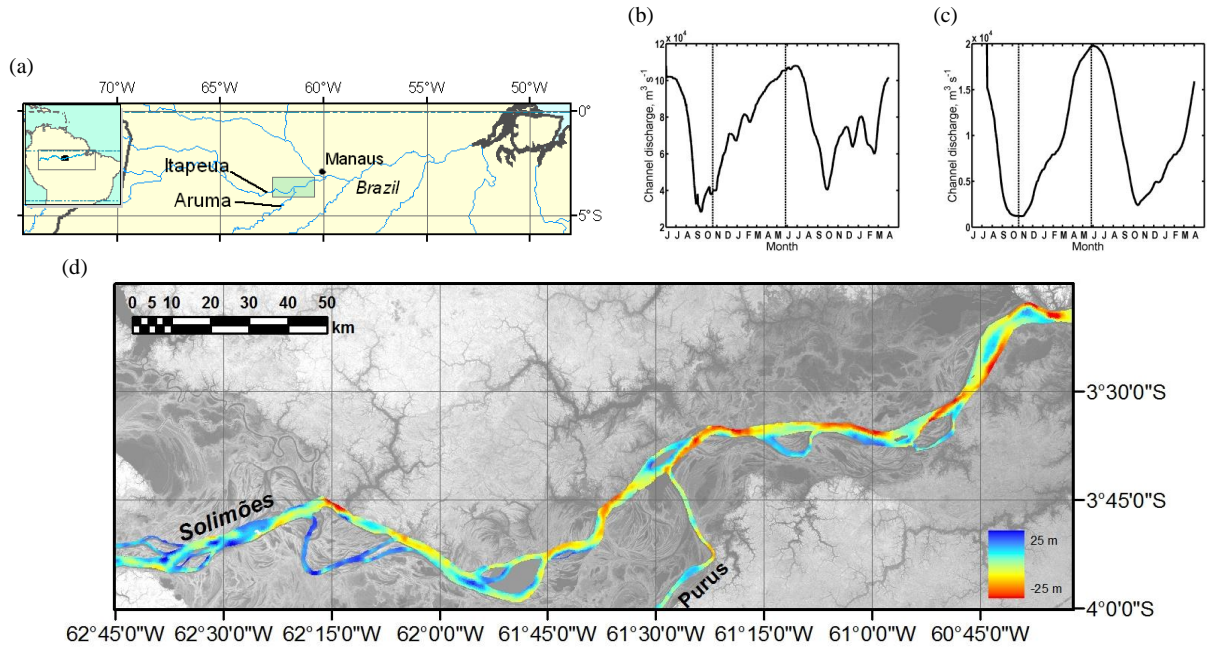 (a)
70°W 65°W 60°W 55°W 50°W
0°
5°S
Itapeua
Aruma
Manaus
Brazil
(b)
x 10⁴
12
10
8
6
4
2
Channel discharge, m³ s⁻¹
J J A S O N D J F M A M J J A S O N D J F M A
Month
(c)
x 10⁴
2
1.5
1
0.5
0
Channel discharge, m³ s⁻¹
J J A S O N D J F M A M J J A S O N D J F M A
Month
(d)
0 5 10 20 30 40 50
km
Solimões
Purus
25 m
-25 m
3°30'0"S
3°45'0"S
4°0'0"S
62°45'0"W 62°30'0"W 62°15'0"W 62°0'0"W 61°45'0"W 61°30'0"W 61°15'0"W 61°0'0"W 60°45'0"W